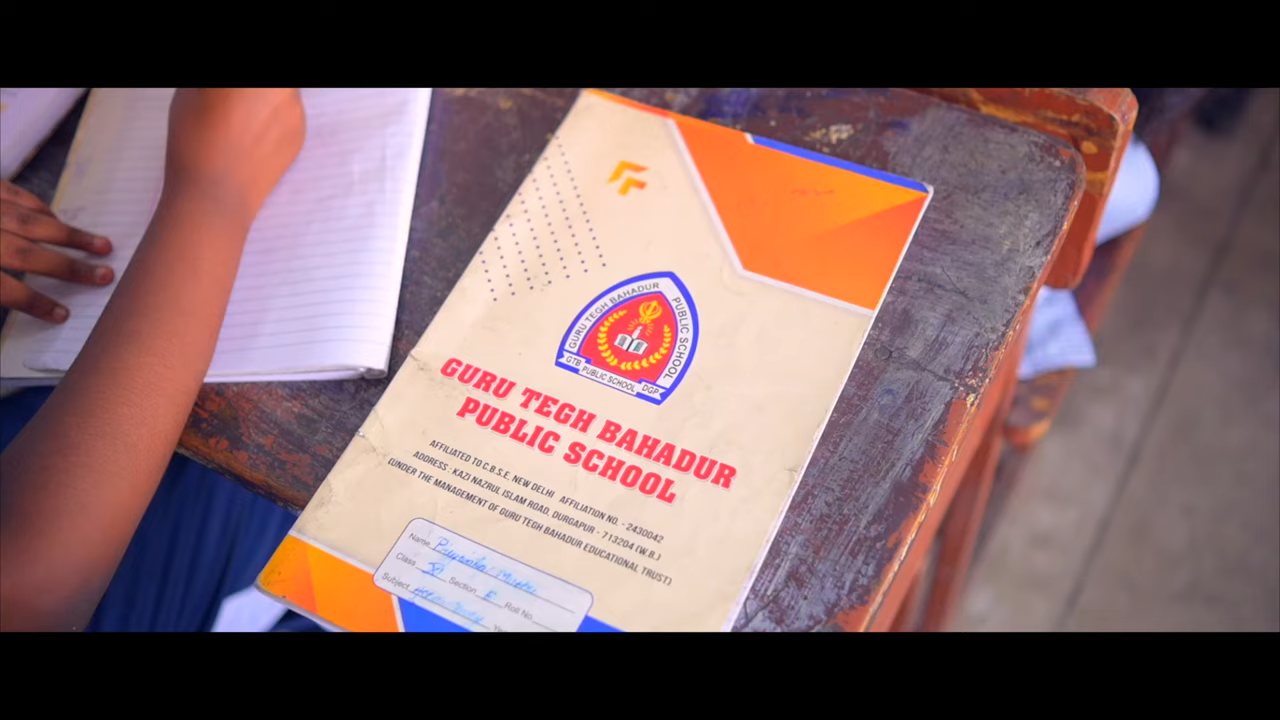 GURU TEGH BAHADUR PUBLIC SCHOOL
GTB PUBLIC SCHOOL DGP
GURU TEGH BAHADUR
PUBLIC SCHOOL
AFFILIATED TO C.B.S.E, NEW DELHI AFFILIATION NO. - 2430042
ADDRESS : KAZI NAZRUL ISLAM ROAD, DURGAPUR - 713204 (W.B.)
(UNDER THE MANAGEMENT OF GURU TEGH BAHADUR EDUCATIONAL TRUST)
Name
Class VI Section E Roll No.
Subject